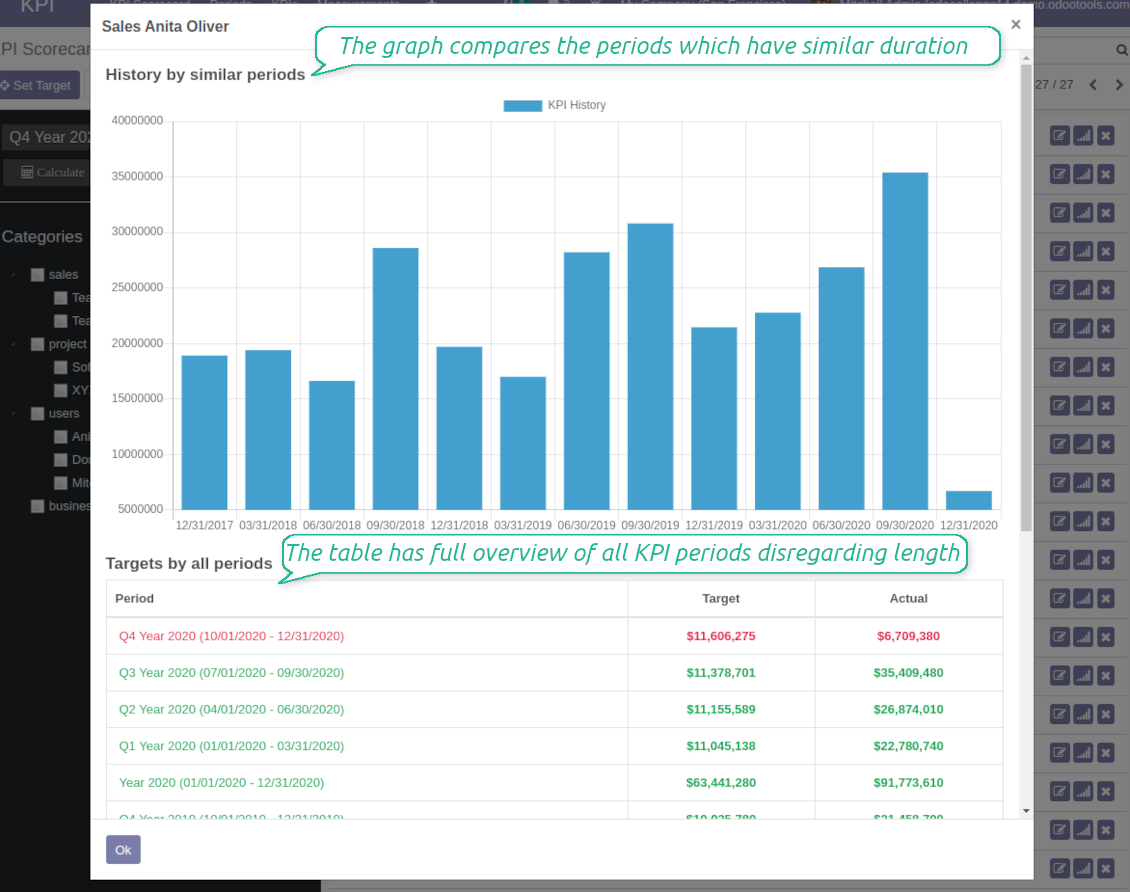 KPI
Sales Anita Oliver
×
The graph compares the periods which have similar duration
PI Scorecar
History by similar periods
Set Target
27 / 27
KPI History
40000000
35000000
30000000
25000000
20000000
15000000
10000000
5000000
12/31/2017 03/31/2018 06/30/2018 09/30/2018 12/31/2018 03/31/2019 06/30/2019 09/30/2019 12/31/2019 03/31/2020 06/30/2020 09/30/2020 12/31/2020
Q4 Year 202
Calculate
Categories
sales
Tea
Tea
project
Sof
XY
users
Ani
Dor
Mit
busines
The table has full overview of all KPI periods disregarding length
Targets by all periods
Period Target Actual
Q4 Year 2020 (10/01/2020 - 12/31/2020) $11,606,275 $6,709,380
Q3 Year 2020 (07/01/2020 - 09/30/2020) $11,378,701 $35,409,480
Q2 Year 2020 (04/01/2020 - 06/30/2020) $11,155,589 $26,874,010
Q1 Year 2020 (01/01/2020 - 03/31/2020) $11,045,138 $22,780,740
Year 2020 (01/01/2020 - 12/31/2020) $63,441,280 $91,773,610
Q4 Year 2019 (10/01/2019 - 12/31/2019)
Ok